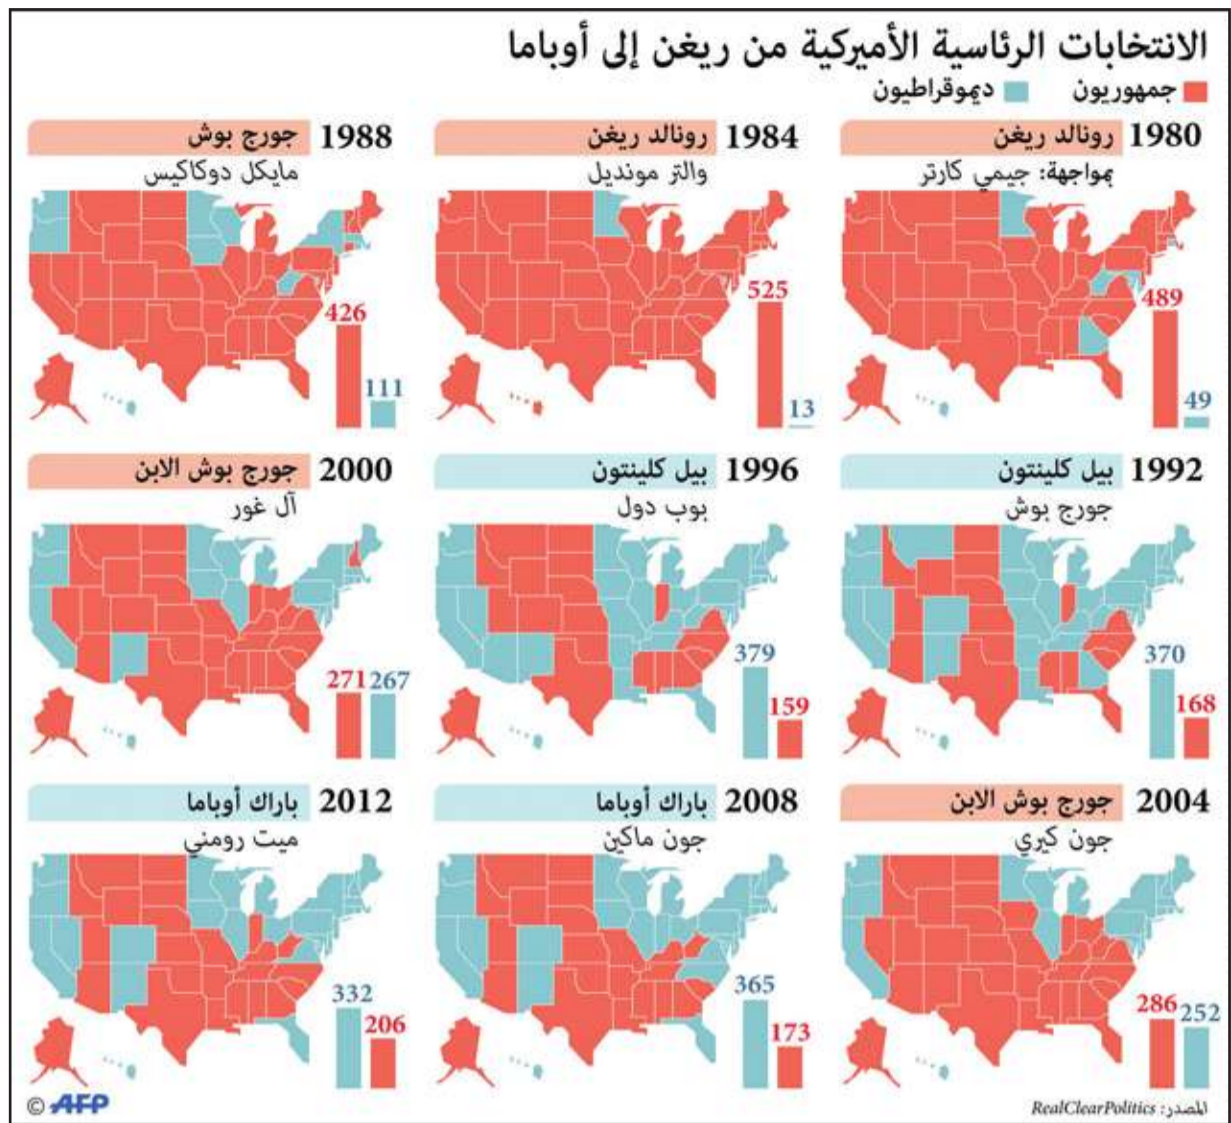 الانتخابات الرئاسية الأميركية من ريغن إلى أوباما
جمهوريون
ديموقراطيون
1980 رونالد ريغن
بمواجهة: جيمي كارتر
489
49
1984 رونالد ريغن
والتر مونديل
525
13
1988 جورج بوش
مايكل دوكاكيس
426
111
1992 بيل كلينتون
جورج بوش
370
168
1996 بيل كلينتون
بوب دول
379
159
2000 جورج بوش الابن
آل غور
271 267
2004 جورج بوش الابن
جون كيري
286 252
2008 باراك أوباما
جون ماكين
365
173
2012 باراك أوباما
ميت رومني
332
206
المصدر: RealClearPolitics
© AFP